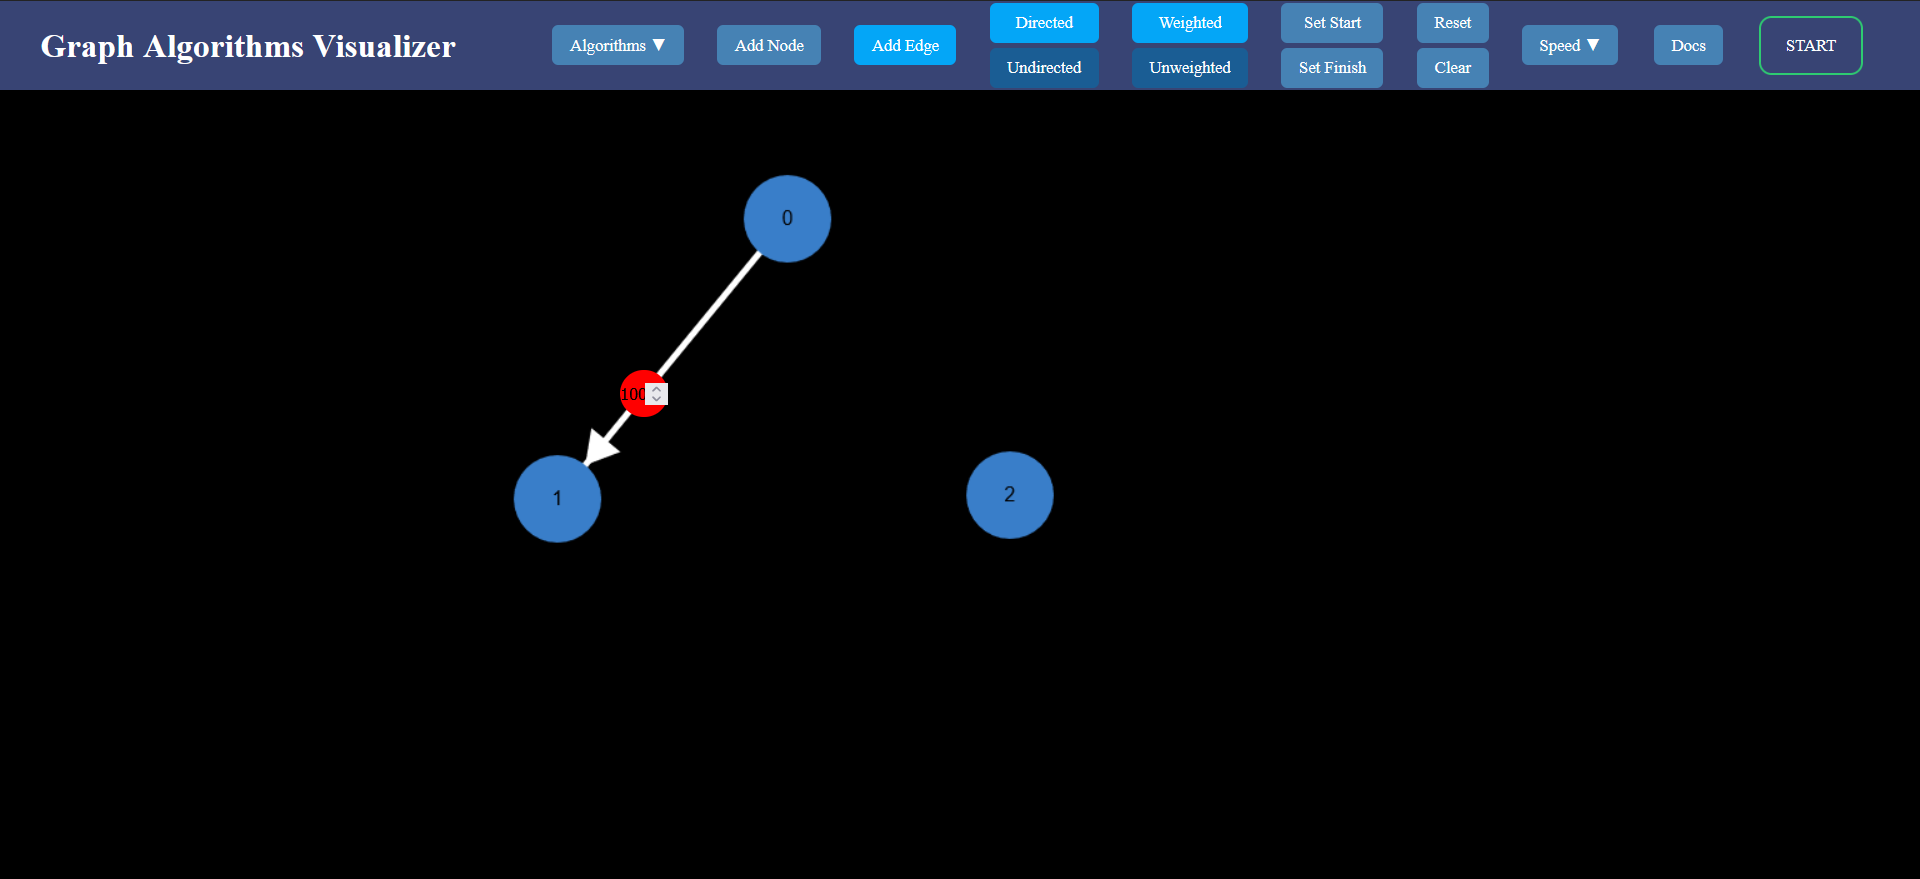 Graph Algorithms Visualizer
Algorithms ▼
Add Node
Add Edge
Directed
Undirected
Weighted
Unweighted
Set Start
Set Finish
Reset
Clear
Speed ▼
Docs
START
0
100
1
2